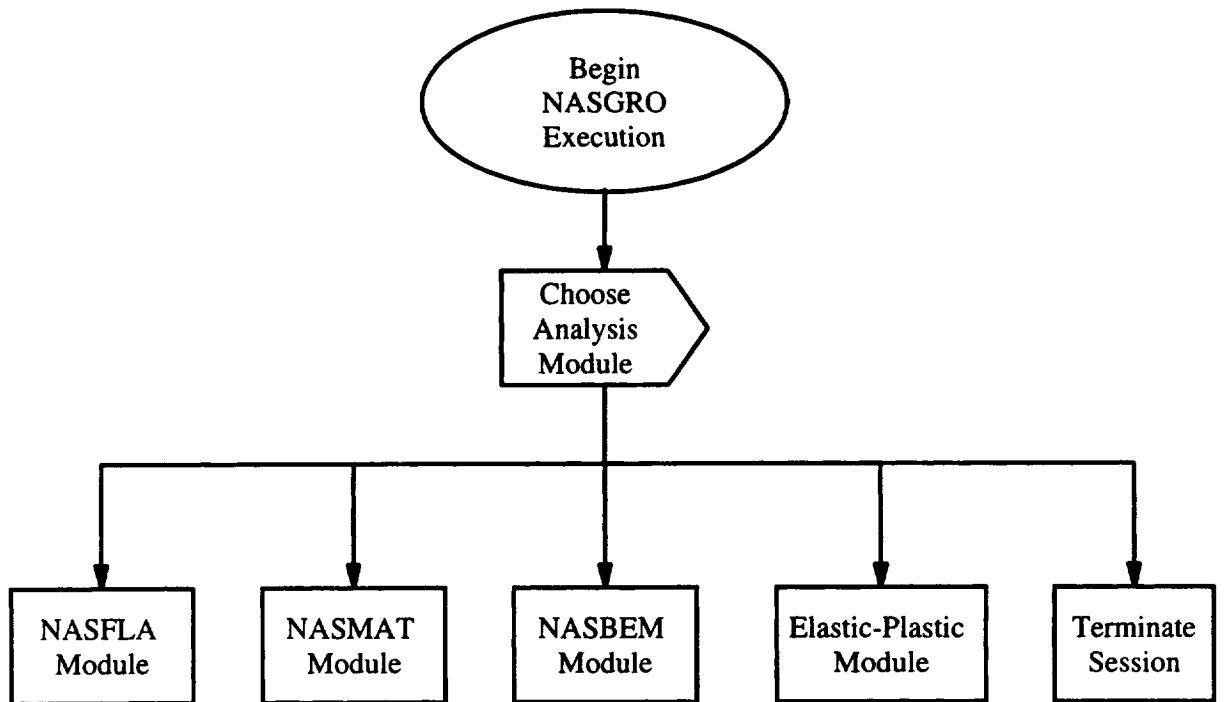 Begin
NASGRO
Execution
Choose
Analysis
Module
NASFLA
Module
NASMAT
Module
NASBEM
Module
Elastic-Plastic
Module
Terminate
Session